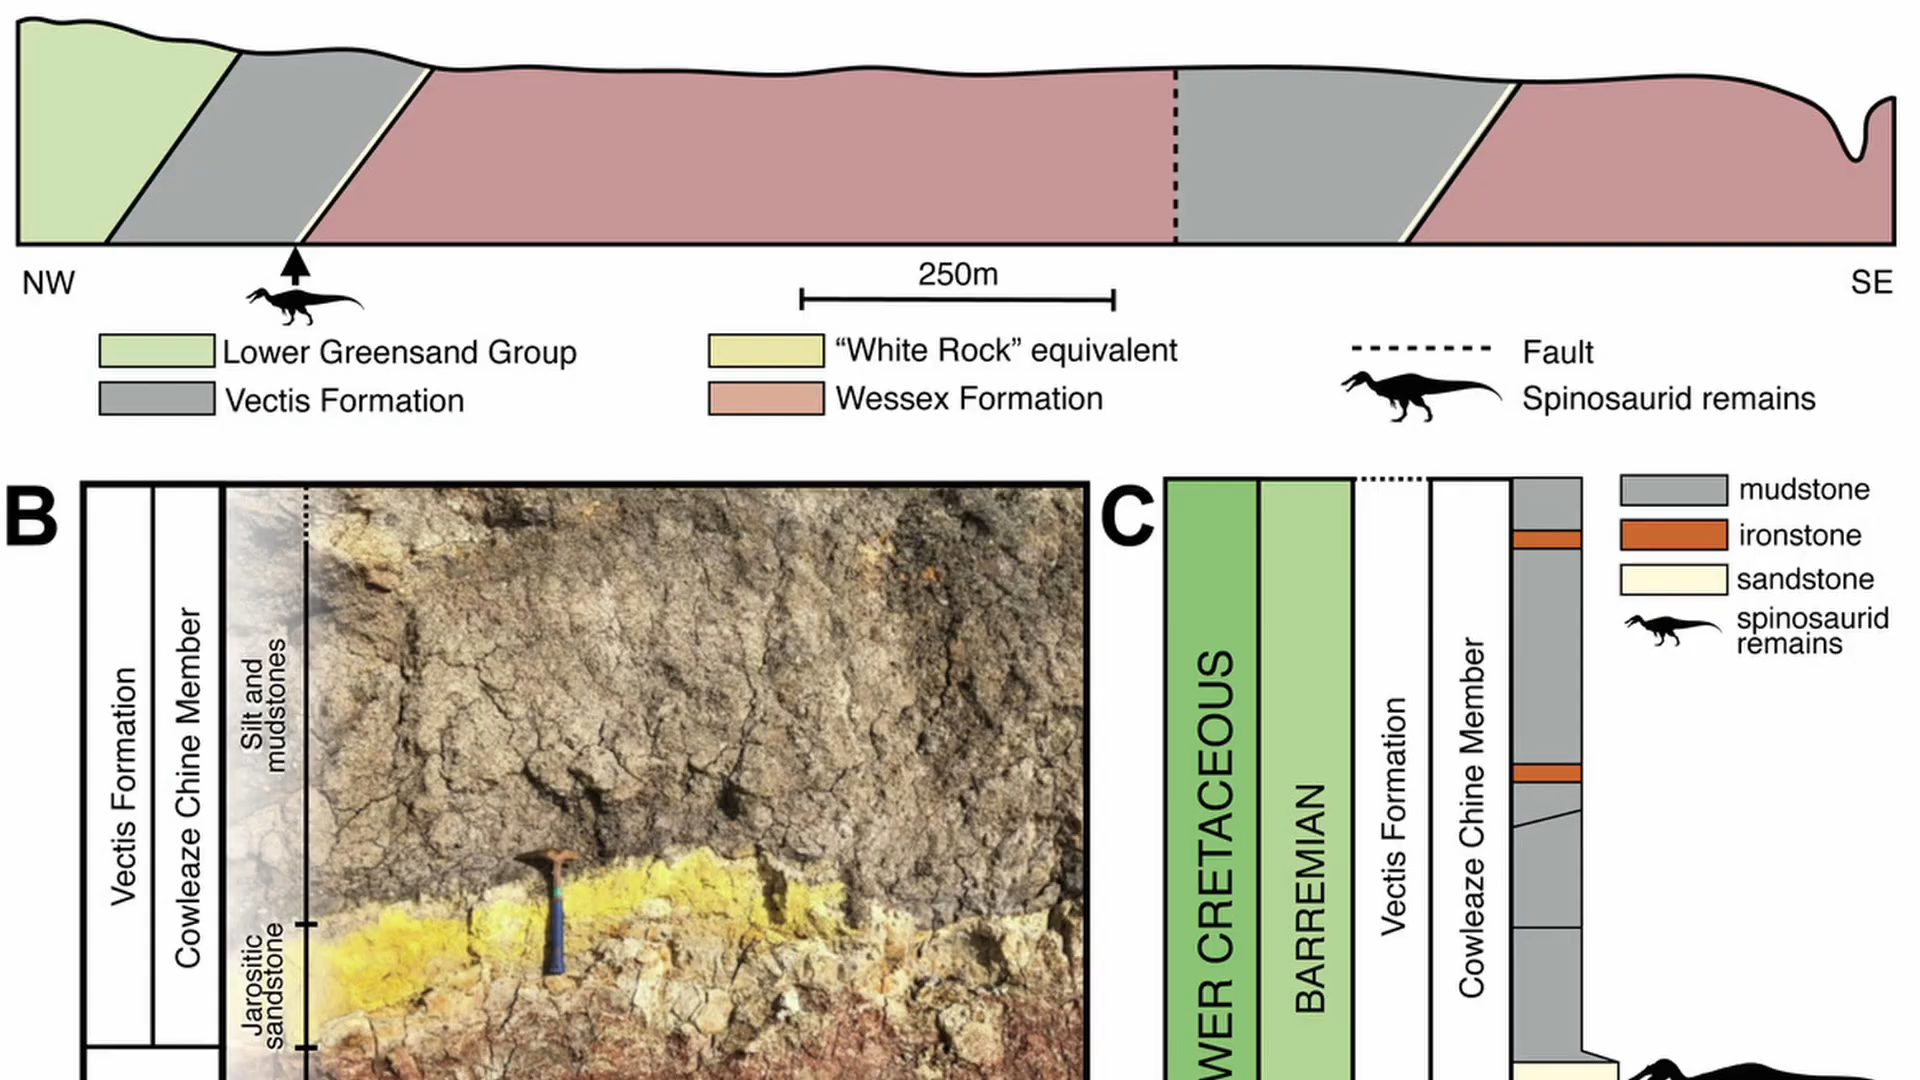 NW
250m
SE
Lower Greensand Group
“White Rock” equivalent
Fault
Vectis Formation
Wessex Formation
Spinosaurid remains
B
Vectis Formation
Cowleaze Chine Member
Silt and
mudstones
Jarositic
sandstone
C
WER CRETACEOUS
BARREMIAN
Vectis Formation
Cowleaze Chine Member
mudstone
ironstone
sandstone
spinosaurid
remains